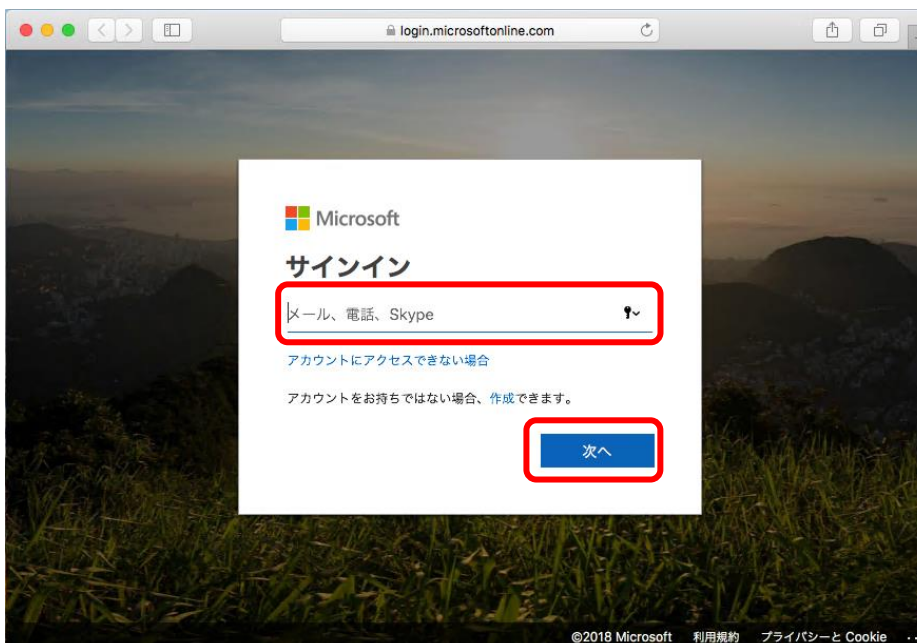 login.microsoftonline.com
Microsoft
サインイン
メール、電話、Skype
アカウントにアクセスできない場合
アカウントをお持ちではない場合、作成できます。
次へ
©2018 Microsoft 利用規約 プライバシーと Cookie